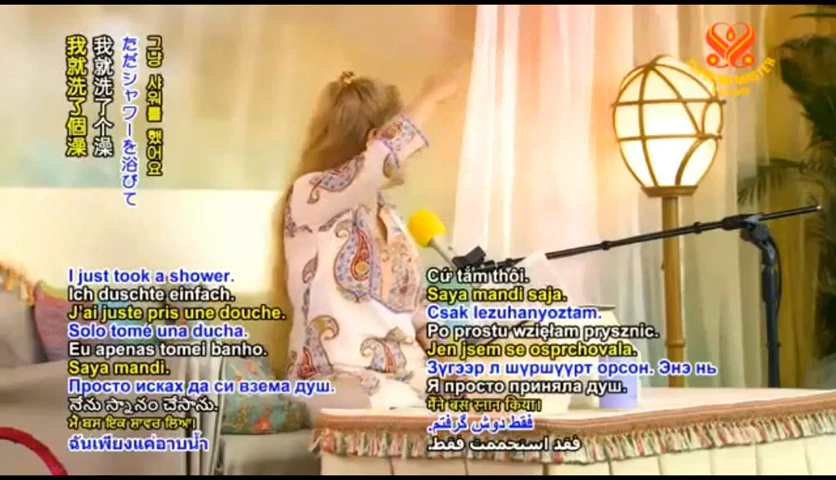 그냥 샤워를 했어요
ただシャワーを浴びて
我就洗了个澡
我就洗了個澡
I just took a shower.
Ich duschte einfach.
J'ai juste pris une douche.
Solo tomé una ducha.
Eu apenas tomei banho.
Saya mandi.
Просто исках да си взема душ.
నేను స్నానం చేసాను.
ਮੈਂ ਬਸ ਇਕ ਸ਼ਾਵਰ ਲਿਆ।
ฉันเพียงแค่อาบน้ำ
Cứ tắm thôi.
Saya mandi saja.
Csak lezuhanyoztam.
Po prostu wzięłam prysznic.
Jen jsem se osprchovala.
Зүгээр л шүршүүрт орсон. Энэ нь
Я просто приняла душ.
मैंने बस स्नान किया।
فقط دوش گرفتم.
فقد استحممت فقط.